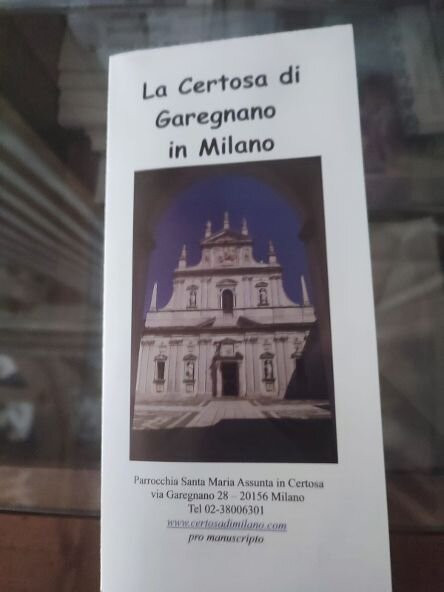 La Certosa di
Garegnano
in Milano
Parrocchia Santa Maria Assunta in Certosa
via Garegnano 28 – 20156 Milano
Tel 02-38006301
www.certosadimilano.com
pro manuscripto